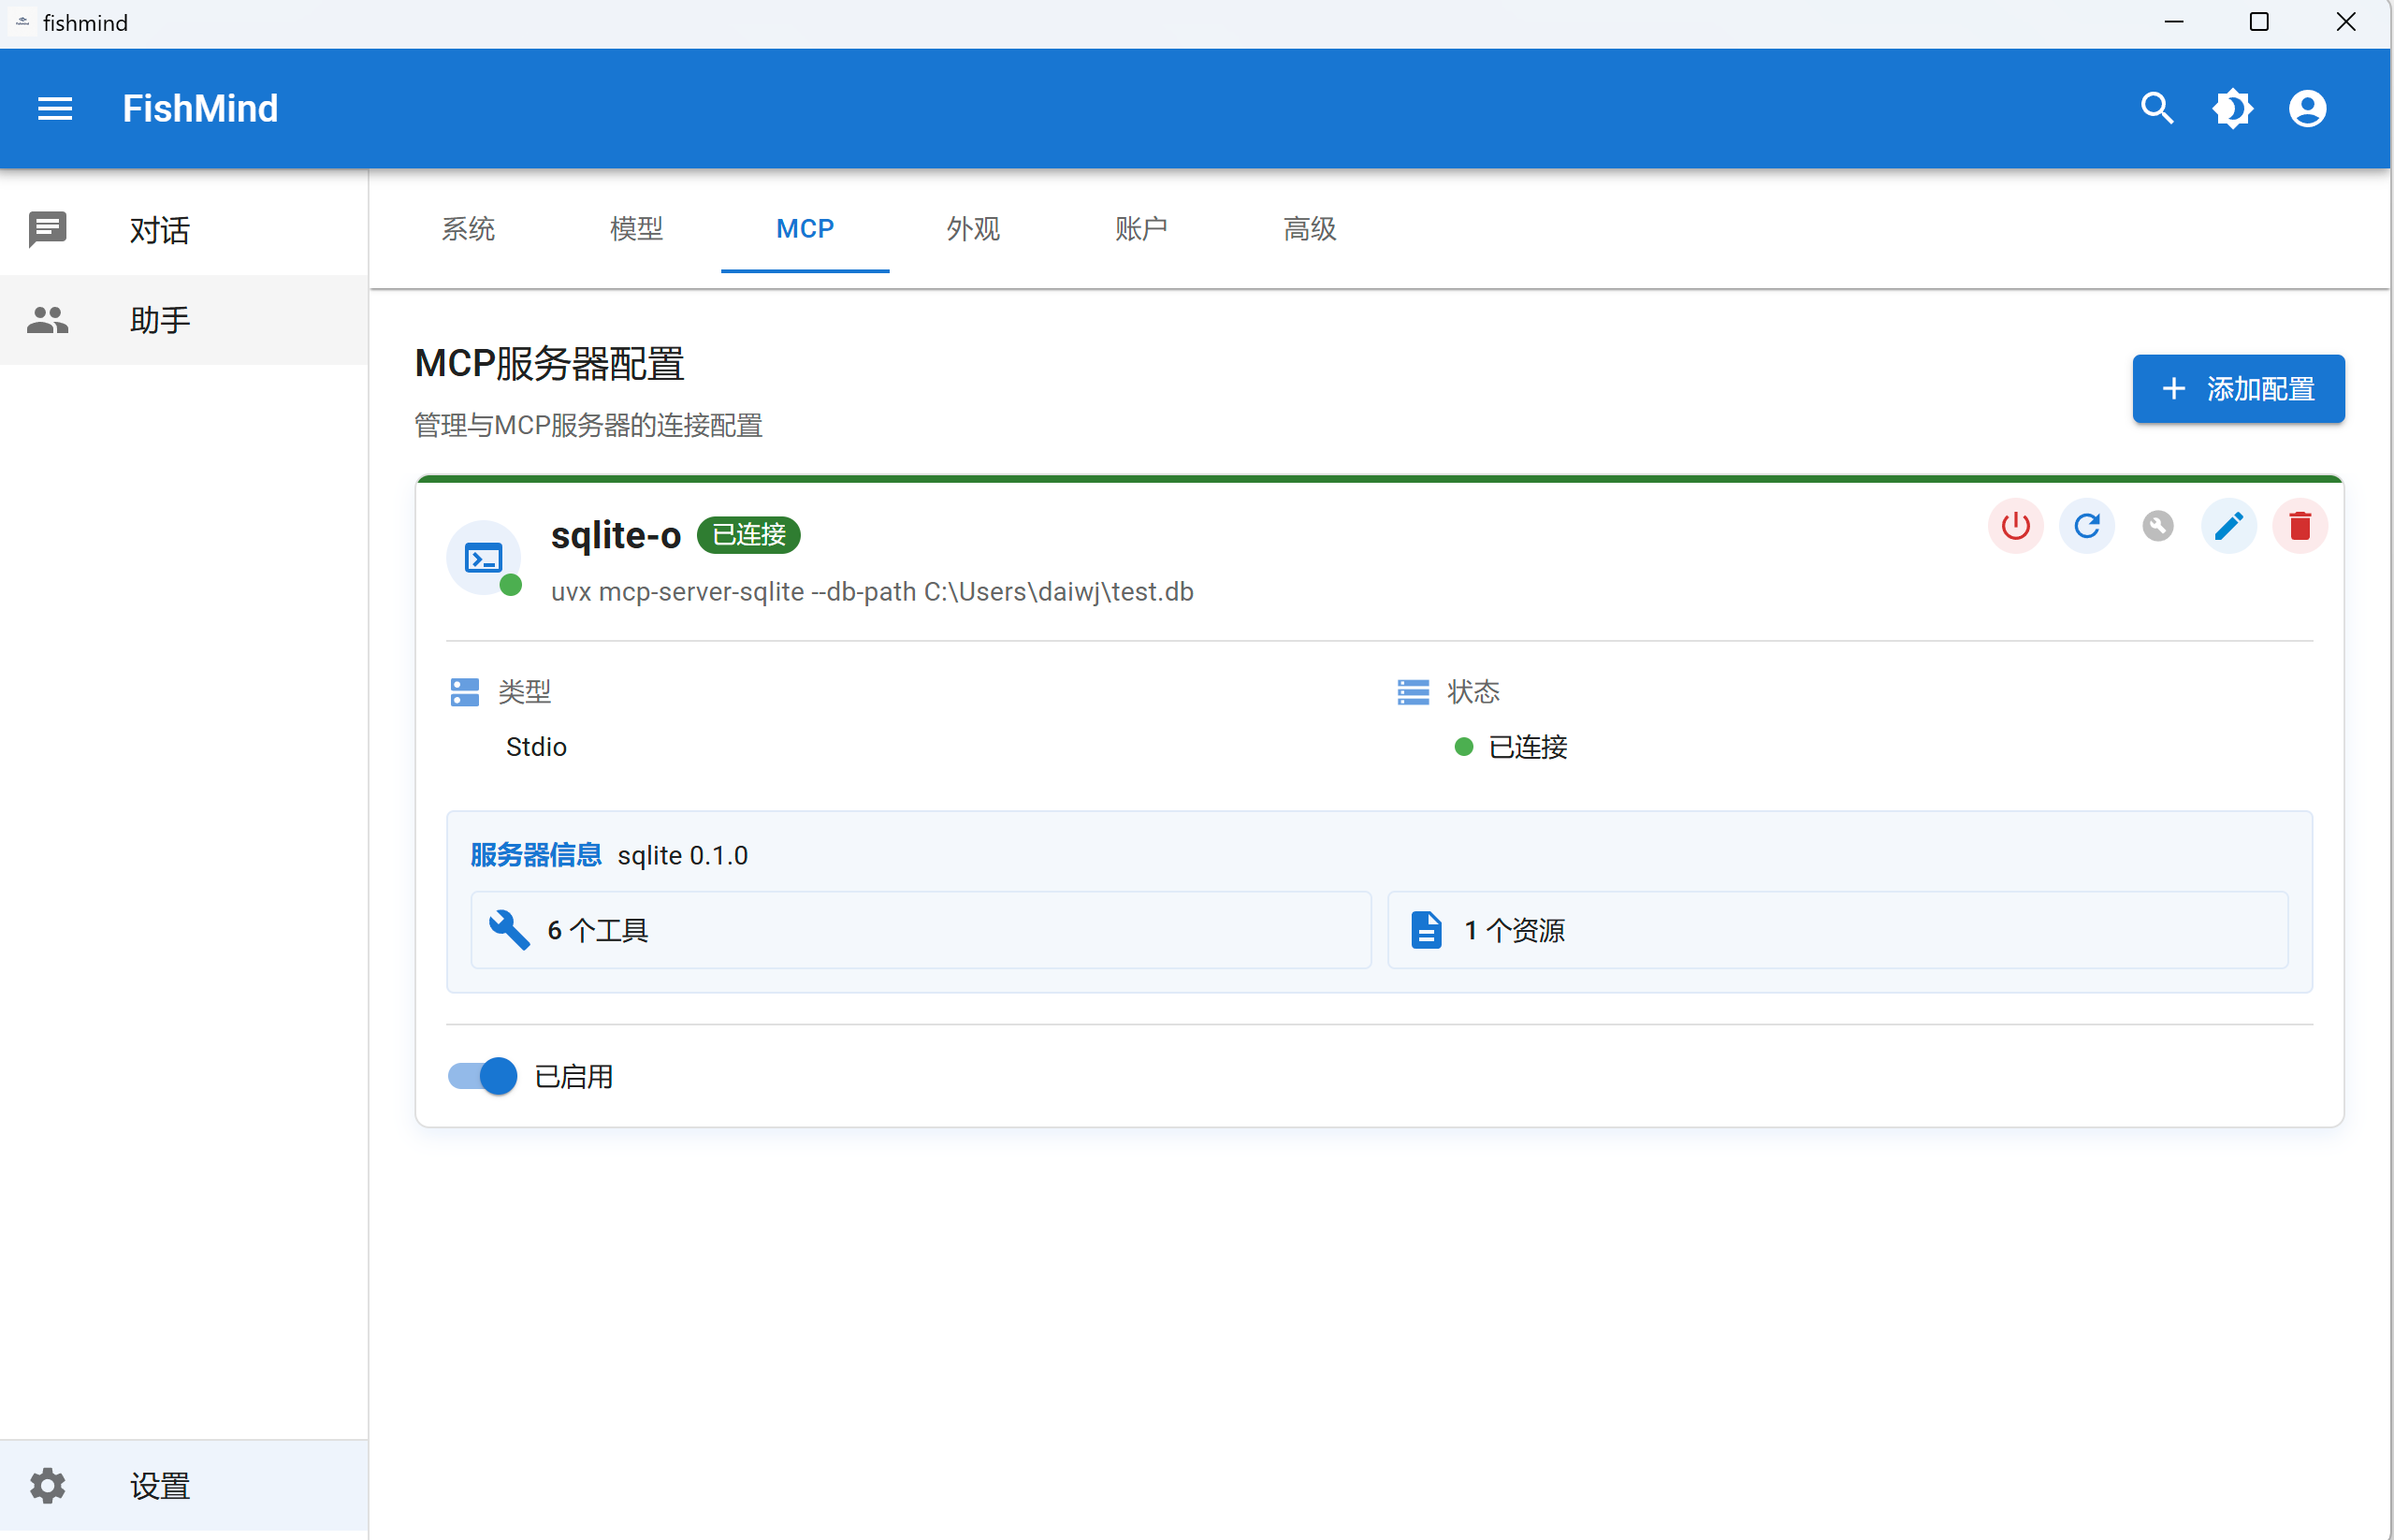 fishmind
FishMind
对话
助手
系统 模型 MCP 外观 账户 高级
MCP服务器配置
管理与MCP服务器的连接配置
添加配置
sqlite-o 已连接
uvx mcp-server-sqlite --db-path C:\Users\daiwj\test.db
类型
Stdio
状态
已连接
服务器信息 sqlite 0.1.0
6 个工具
1 个资源
已启用
设置